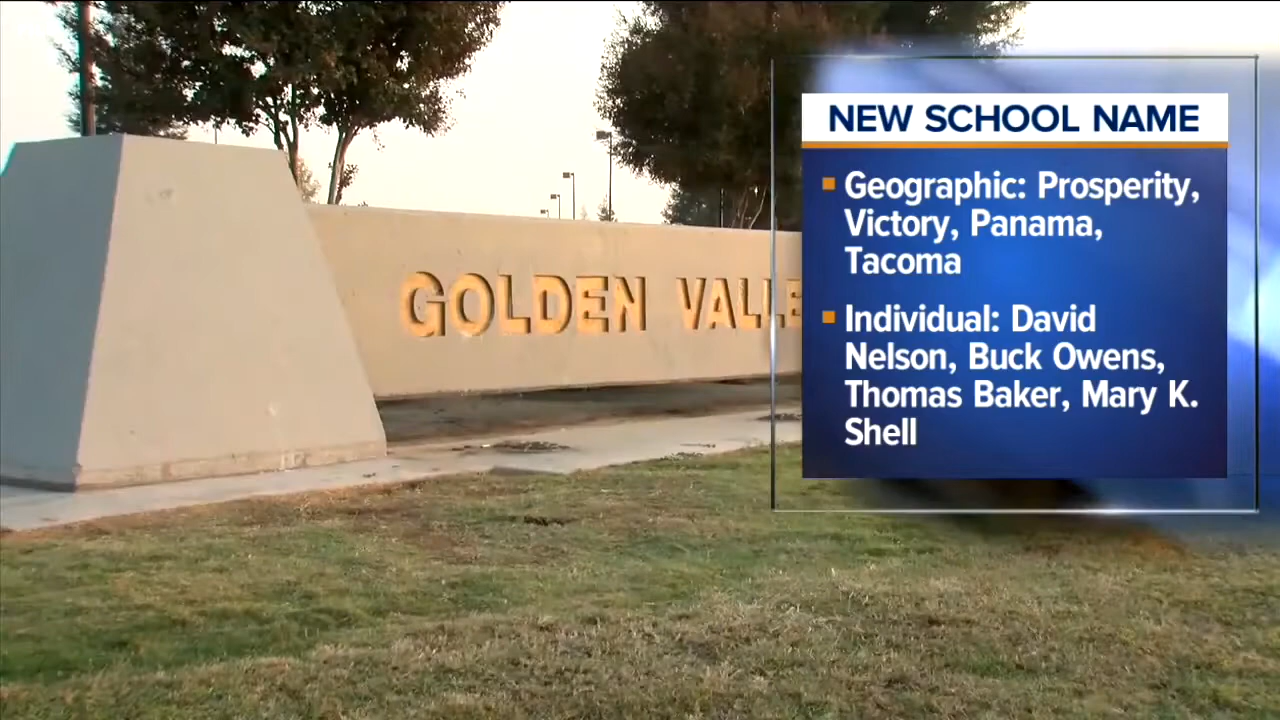 GOLDEN VALLE
NEW SCHOOL NAME
Geographic: Prosperity,
Victory, Panama,
Tacoma
Individual: David
Nelson, Buck Owens,
Thomas Baker, Mary K.
Shell